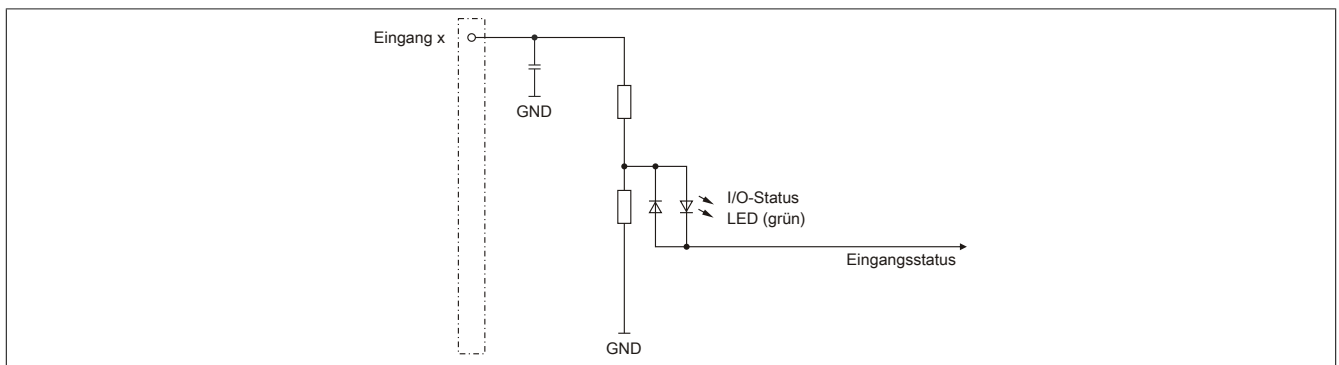 Eingang x
GND
I/O-Status
LED (grün)
Eingangsstatus
GND